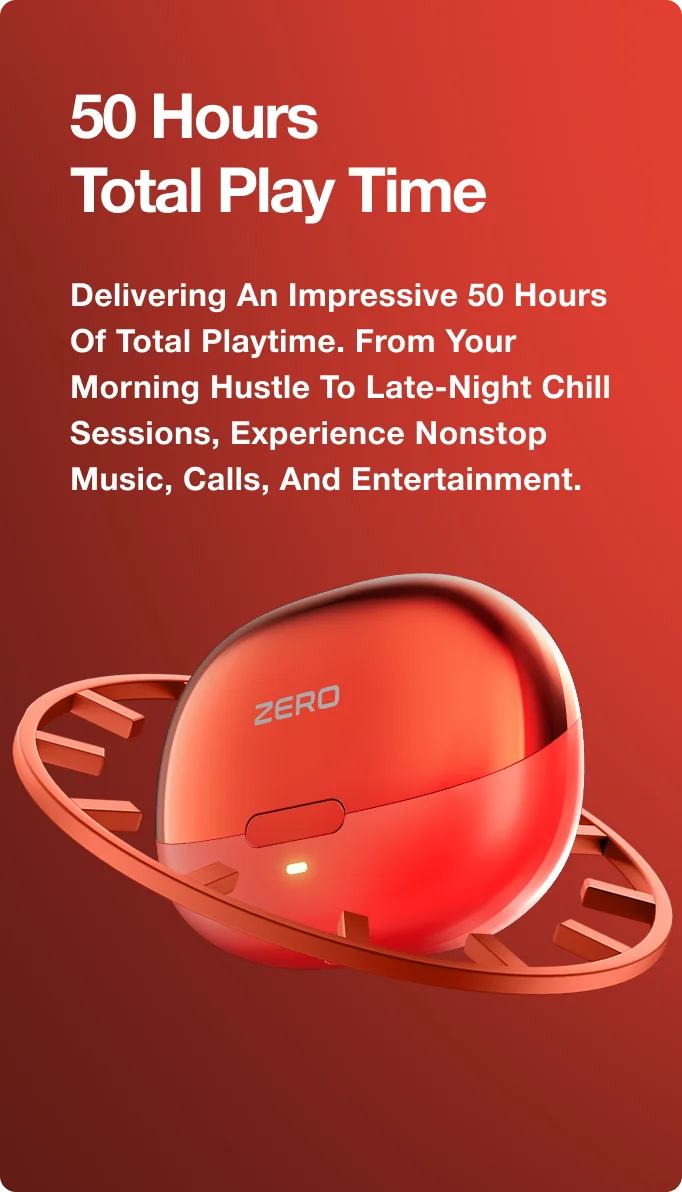 50 Hours
Total Play Time
Delivering An Impressive 50 Hours
Of Total Playtime. From Your
Morning Hustle To Late-Night Chill
Sessions, Experience Nonstop
Music, Calls, And Entertainment.
ZERO